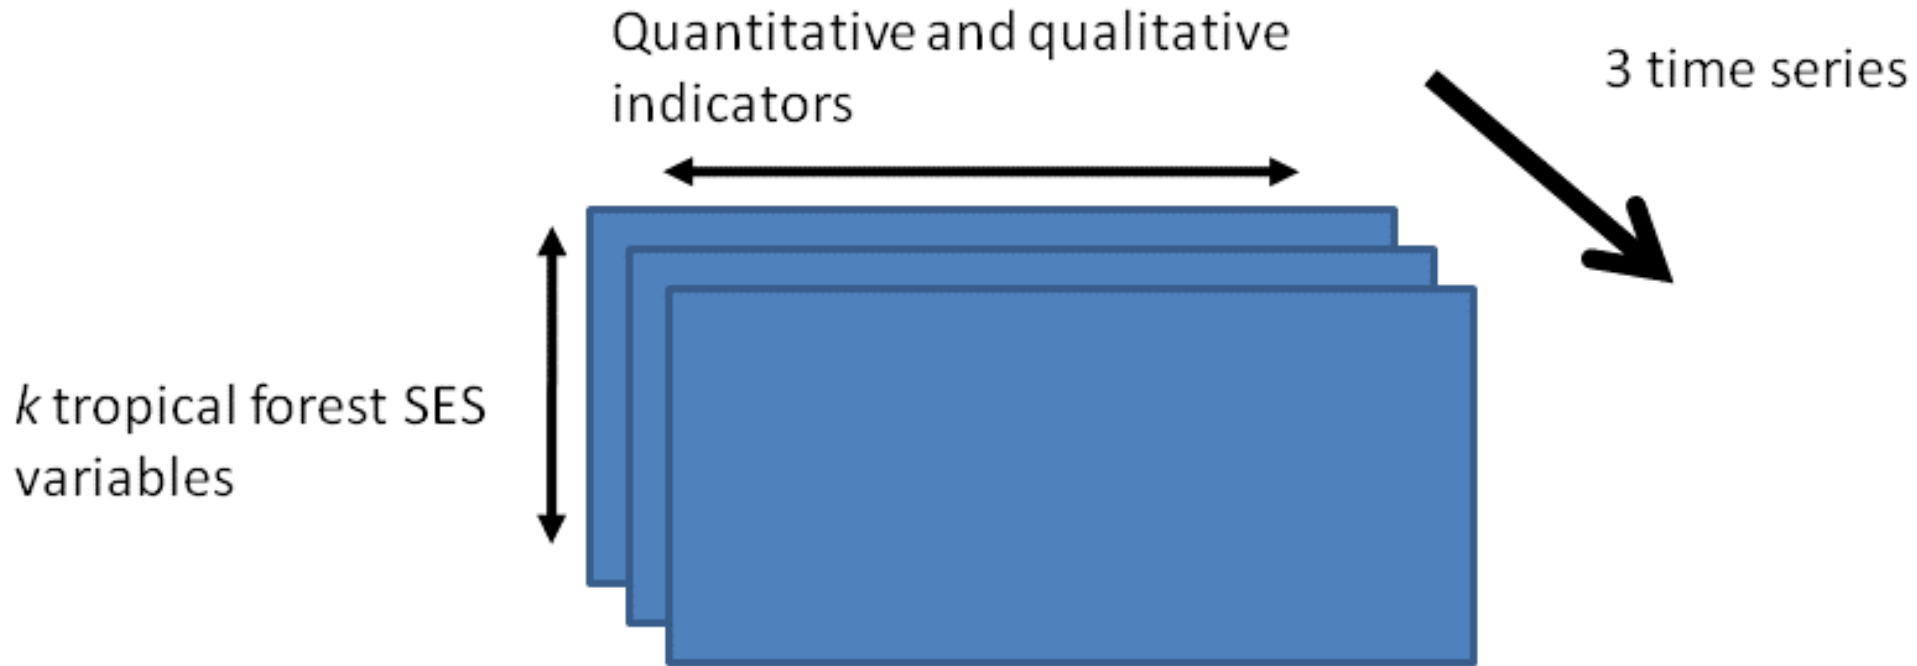 Quantitative and qualitative
indicators
3 time series
k tropical forest SES
variables